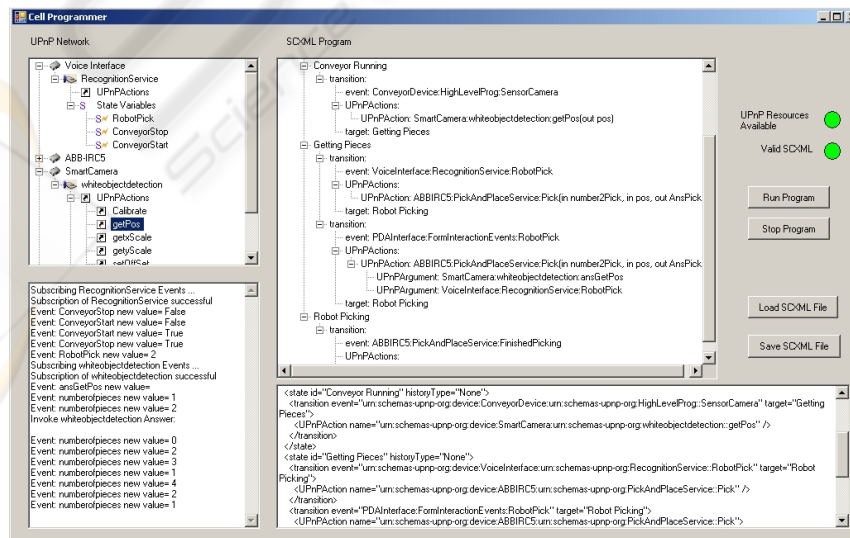 Cell Programmer
UPnP Network
Voice Interface
RecognitionService
UPnPActions
State Variables
RobotPick
ConveyorStop
ConveyorStart
ABB-IRC5
SmartCamera
whiteobjectdetection
UPnPActions
Calibrate
getPos
getxScale
getyScale
setOffSet
Subscribing RecognitionService Events ...
Subscription of RecognitionService successful
Event: ConveyorStop new value= False
Event: ConveyorStart new value= False
Event: ConveyorStart new value= True
Event: ConveyorStop new value= True
Event: RobotPick new value= 2
Subscribing whiteobjectdetection Events ...
Subscription of whiteobjectdetection successful
Event: ansGetPos new value=
Event: numberofpieces new value= 1
Event: numberofpieces new value= 2
Invoke whiteobjectdetection Answer:
Event: numberofpieces new value= 0
Event: numberofpieces new value= 2
Event: numberofpieces new value= 3
Event: numberofpieces new value= 1
Event: numberofpieces new value= 4
Event: numberofpieces new value= 2
Event: numberofpieces new value= 1
SCXML Program
Conveyor Running
transition:
event: ConveyorDevice:HighLevelProg:SensorCamera
UPnPActions:
UPnPAction: SmartCamera:whiteobjectdetection:getPos(out pos)
target: Getting Pieces
Getting Pieces
transition:
event: VoiceInterface:RecognitionService:RobotPick
UPnPActions:
UPnPAction: ABBIRC5:PickAndPlaceService:Pick(in number2Pick, in pos, out AnsPick
target: Robot Picking
transition:
event: PDAInterface:FormInteractionEvents:RobotPick
UPnPActions:
UPnPAction: ABBIRC5:PickAndPlaceService:Pick(in number2Pick, in pos, out AnsPick
UPnPArgument: SmartCamera:whiteobjectdetection:ansGetPos
UPnPArgument: VoiceInterface:RecognitionService:RobotPick
target: Robot Picking
Robot Picking
transition:
event: ABBIRC5:PickAndPlaceService:FinishedPicking
UPnPActions:
<state id="Conveyor Running" historyType="None">
<transition event="urn:schemas-upnp-org:device:ConveyorDevice:urn:schemas-upnp-org:HighLevelProg::SensorCamera" target="Getting
Pieces">
<UPnPAction name="urn:schemas-upnp-org:device:SmartCamera:urn:schemas-upnp-org:whiteobjectdetection::getPos" />
</transition>
</state>
<state id="Getting Pieces" historyType="None">
<transition event="urn:schemas-upnp-org:device:VoiceInterface:urn:schemas-upnp-org:RecognitionService::RobotPick" target="Robot
Picking">
<UPnPAction name="urn:schemas-upnp-org:device:ABBIRC5:urn:schemas-upnp-org:PickAndPlaceService::Pick" />
</transition>
<transition event="PDAInterface:FormInteractionEvents:RobotPick" target="Robot Picking">
<UPnPAction name="urn:schemas-upnp-org:device:ABBIRC5:urn:schemas-upnp-org:PickAndPlaceService::Pick">
UPnP Resources
Available
Valid SCXML
Run Program
Stop Program
Load SCXML File
Save SCXML File